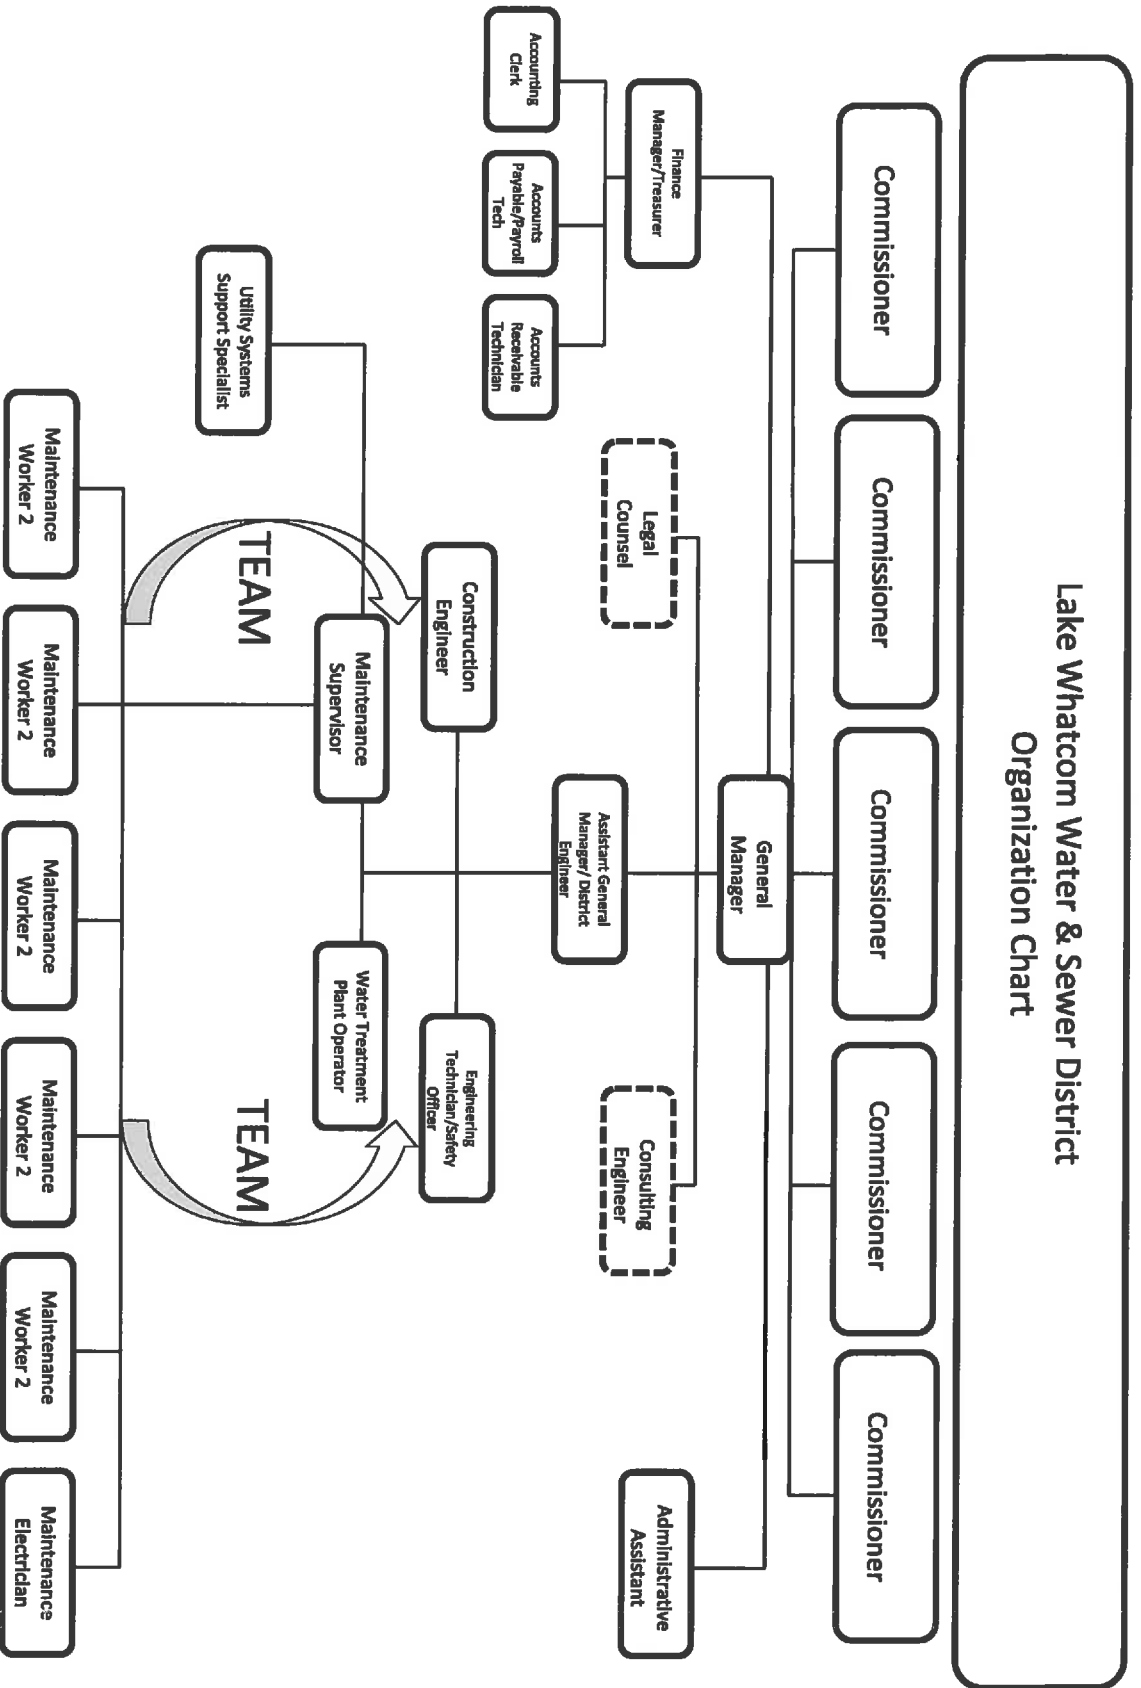 Lake Whatcom Water & Sewer District
Organization Chart
Commissioner
Commissioner
Commissioner
Commissioner
Commissioner
General
Manager
Finance
Manager/Treasurer
Legal
Counsel
Consulting
Engineer
Administrative
Assistant
Accounting
Clerk
Accounts
Payable/Payroll
Tech
Accounts
Receivable
Technician
Assistant General
Manager/ District
Engineer
Construction
Engineer
Engineering
Technician/Safety
Officer
Maintenance
Supervisor
Water Treatment
Plant Operator
Utility Systems
Support Specialist
TEAM
TEAM
Maintenance
Worker 2
Maintenance
Worker 2
Maintenance
Worker 2
Maintenance
Worker 2
Maintenance
Worker 2
Maintenance
Electrician